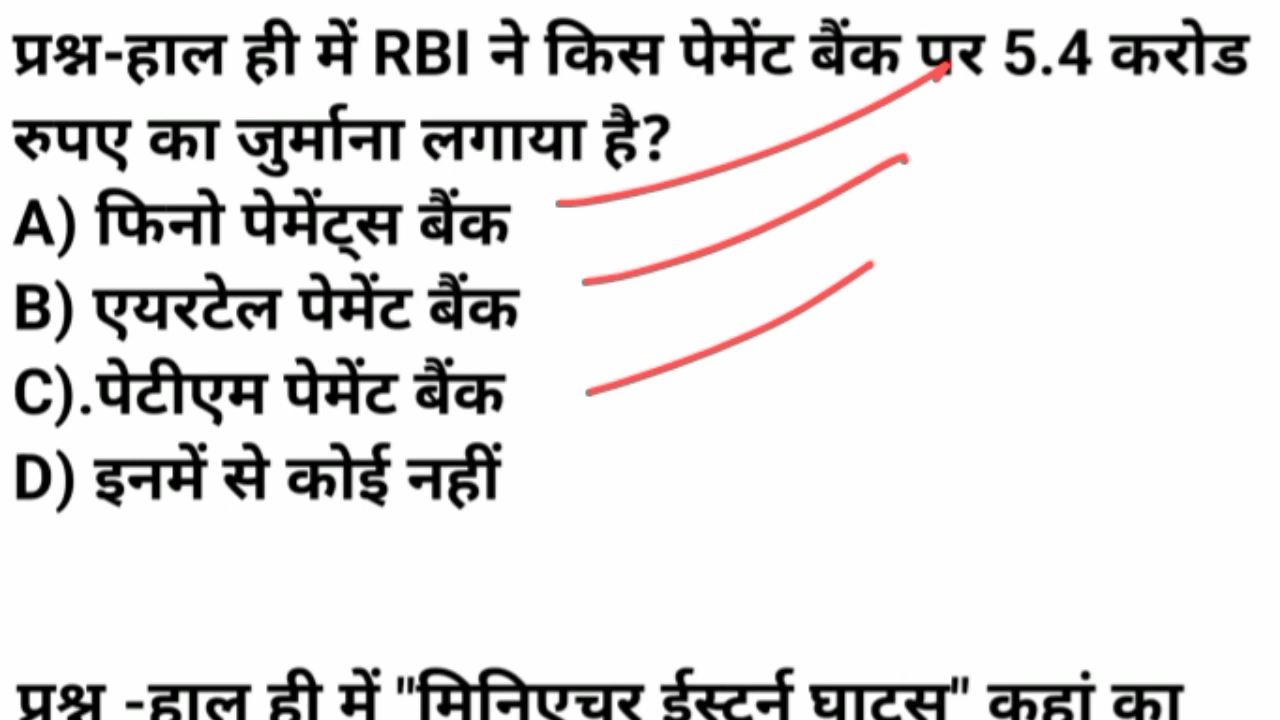 प्रश्न-हाल ही में RBI ने किस पेमेंट बैंक पर 5.4 करोड
रुपए का जुर्माना लगाया है?
A) फिनो पेमेंट्स बैंक
B) एयरटेल पेमेंट बैंक
C).पेटीएम पेमेंट बैंक
D) इनमें से कोई नहीं
प्रश्न -हाल ही में "मिनिएचर ईस्टर्न घाटस" कहां का